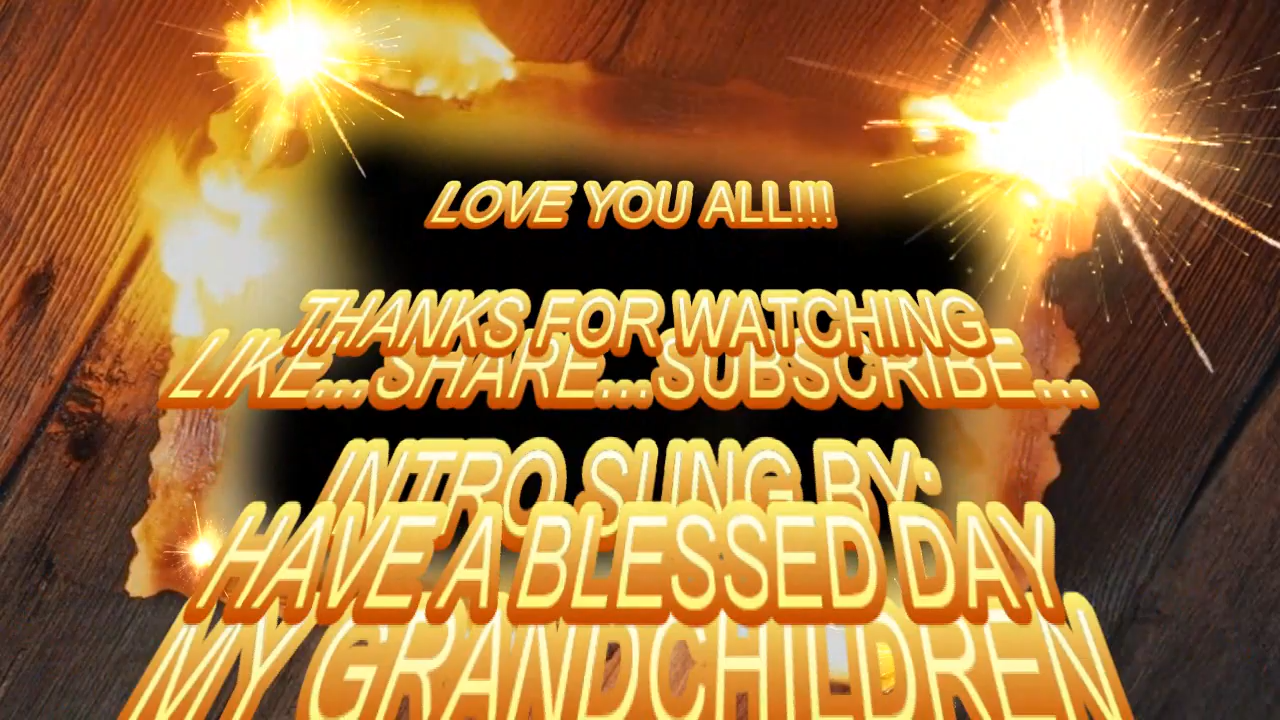 LOVE YOU ALL!!!
THANKS FOR WATCHING
LIKE...SHARE...SUBSCRIBE...
INTRO SUNG BY:
HAVE A BLESSED DAY
MY GRANDCHILDREN